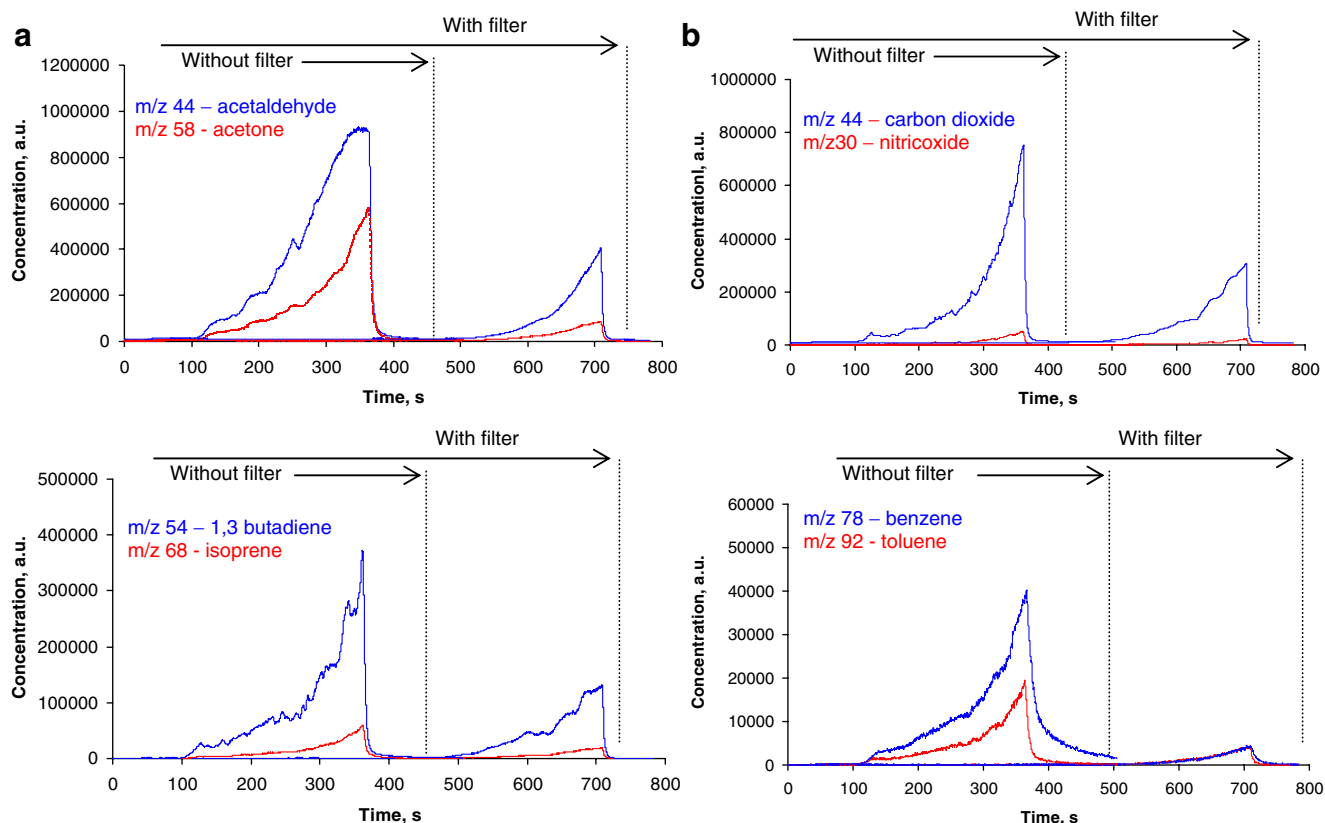 a
With filter
Without filter
1200000
1000000
800000
600000
400000
200000
0
m/z 44 – acetaldehyde
m/z 58 - acetone
Concentration, a.u.
0 100 200 300 400 500 600 700 800
Time, s
b
With filter
Without filter
1000000
800000
600000
400000
200000
0
m/z 44 – carbon dioxide
m/z30 – nitricoxide
Concentrationl, a.u.
0 100 200 300 400 500 600 700 800
Time, s
With filter
Without filter
500000
400000
300000
200000
100000
0
m/z 54 – 1,3 butadiene
m/z 68 - isoprene
Concentration, a.u.
0 100 200 300 400 500 600 700 800
Time, s
With filter
Without filter
60000
50000
40000
30000
20000
10000
0
m/z 78 – benzene
m/z 92 - toluene
Concentration, a.u.
0 100 200 300 400 500 600 700 800
Time, s